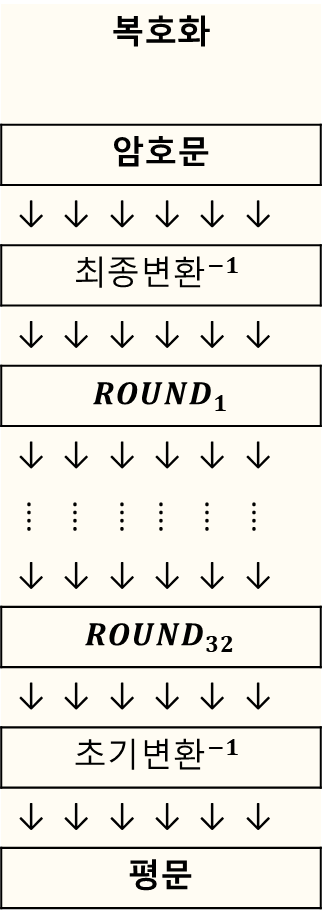 복호화
암호문
↓ ↓ ↓ ↓ ↓ ↓
최종변환⁻¹
↓ ↓ ↓ ↓ ↓ ↓
ROUND₁
↓ ↓ ↓ ↓ ↓ ↓
⋮ ⋮ ⋮ ⋮ ⋮ ⋮
↓ ↓ ↓ ↓ ↓ ↓
ROUND₃₂
↓ ↓ ↓ ↓ ↓ ↓
초기변환⁻¹
↓ ↓ ↓ ↓ ↓ ↓
평문